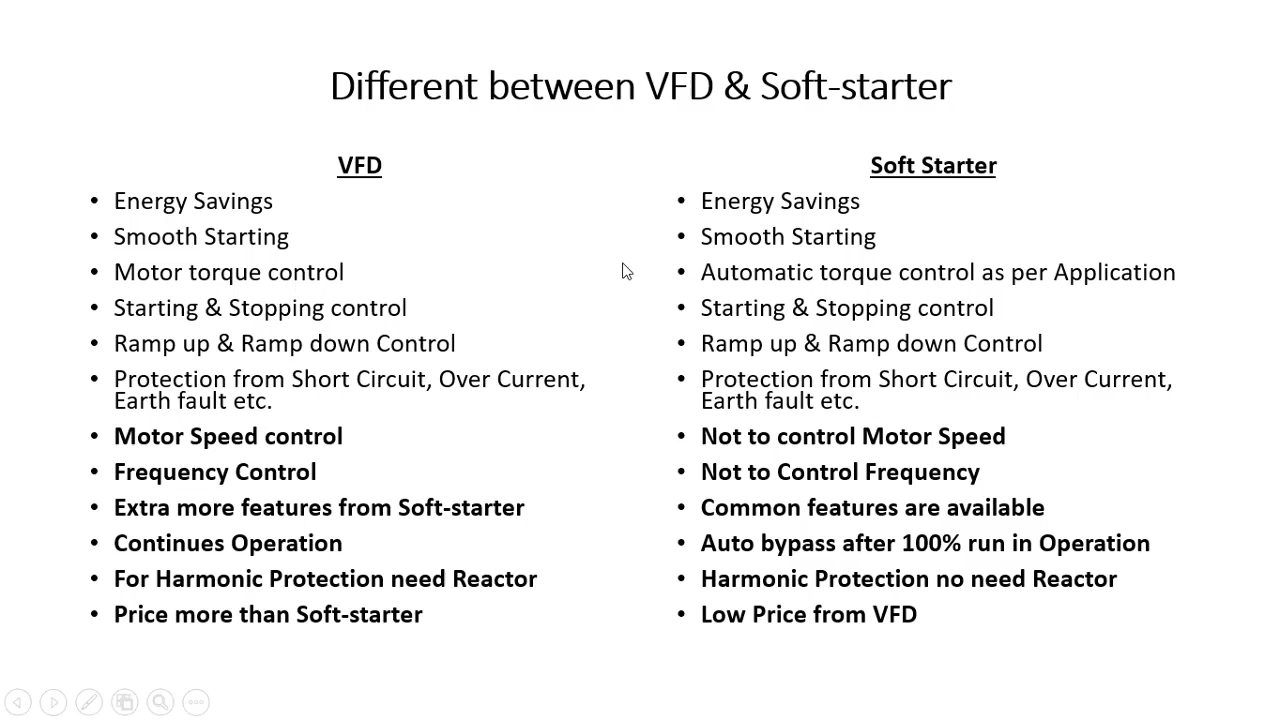 Different between VFD & Soft-starter
VFD
• Energy Savings
• Smooth Starting
• Motor torque control
• Starting & Stopping control
• Ramp up & Ramp down Control
• Protection from Short Circuit, Over Current,
Earth fault etc.
• Motor Speed control
• Frequency Control
• Extra more features from Soft-starter
• Continues Operation
• For Harmonic Protection need Reactor
• Price more than Soft-starter
Soft Starter
• Energy Savings
• Smooth Starting
• Automatic torque control as per Application
• Starting & Stopping control
• Ramp up & Ramp down Control
• Protection from Short Circuit, Over Current,
Earth fault etc.
• Not to control Motor Speed
• Not to Control Frequency
• Common features are available
• Auto bypass after 100% run in Operation
• Harmonic Protection no need Reactor
• Low Price from VFD